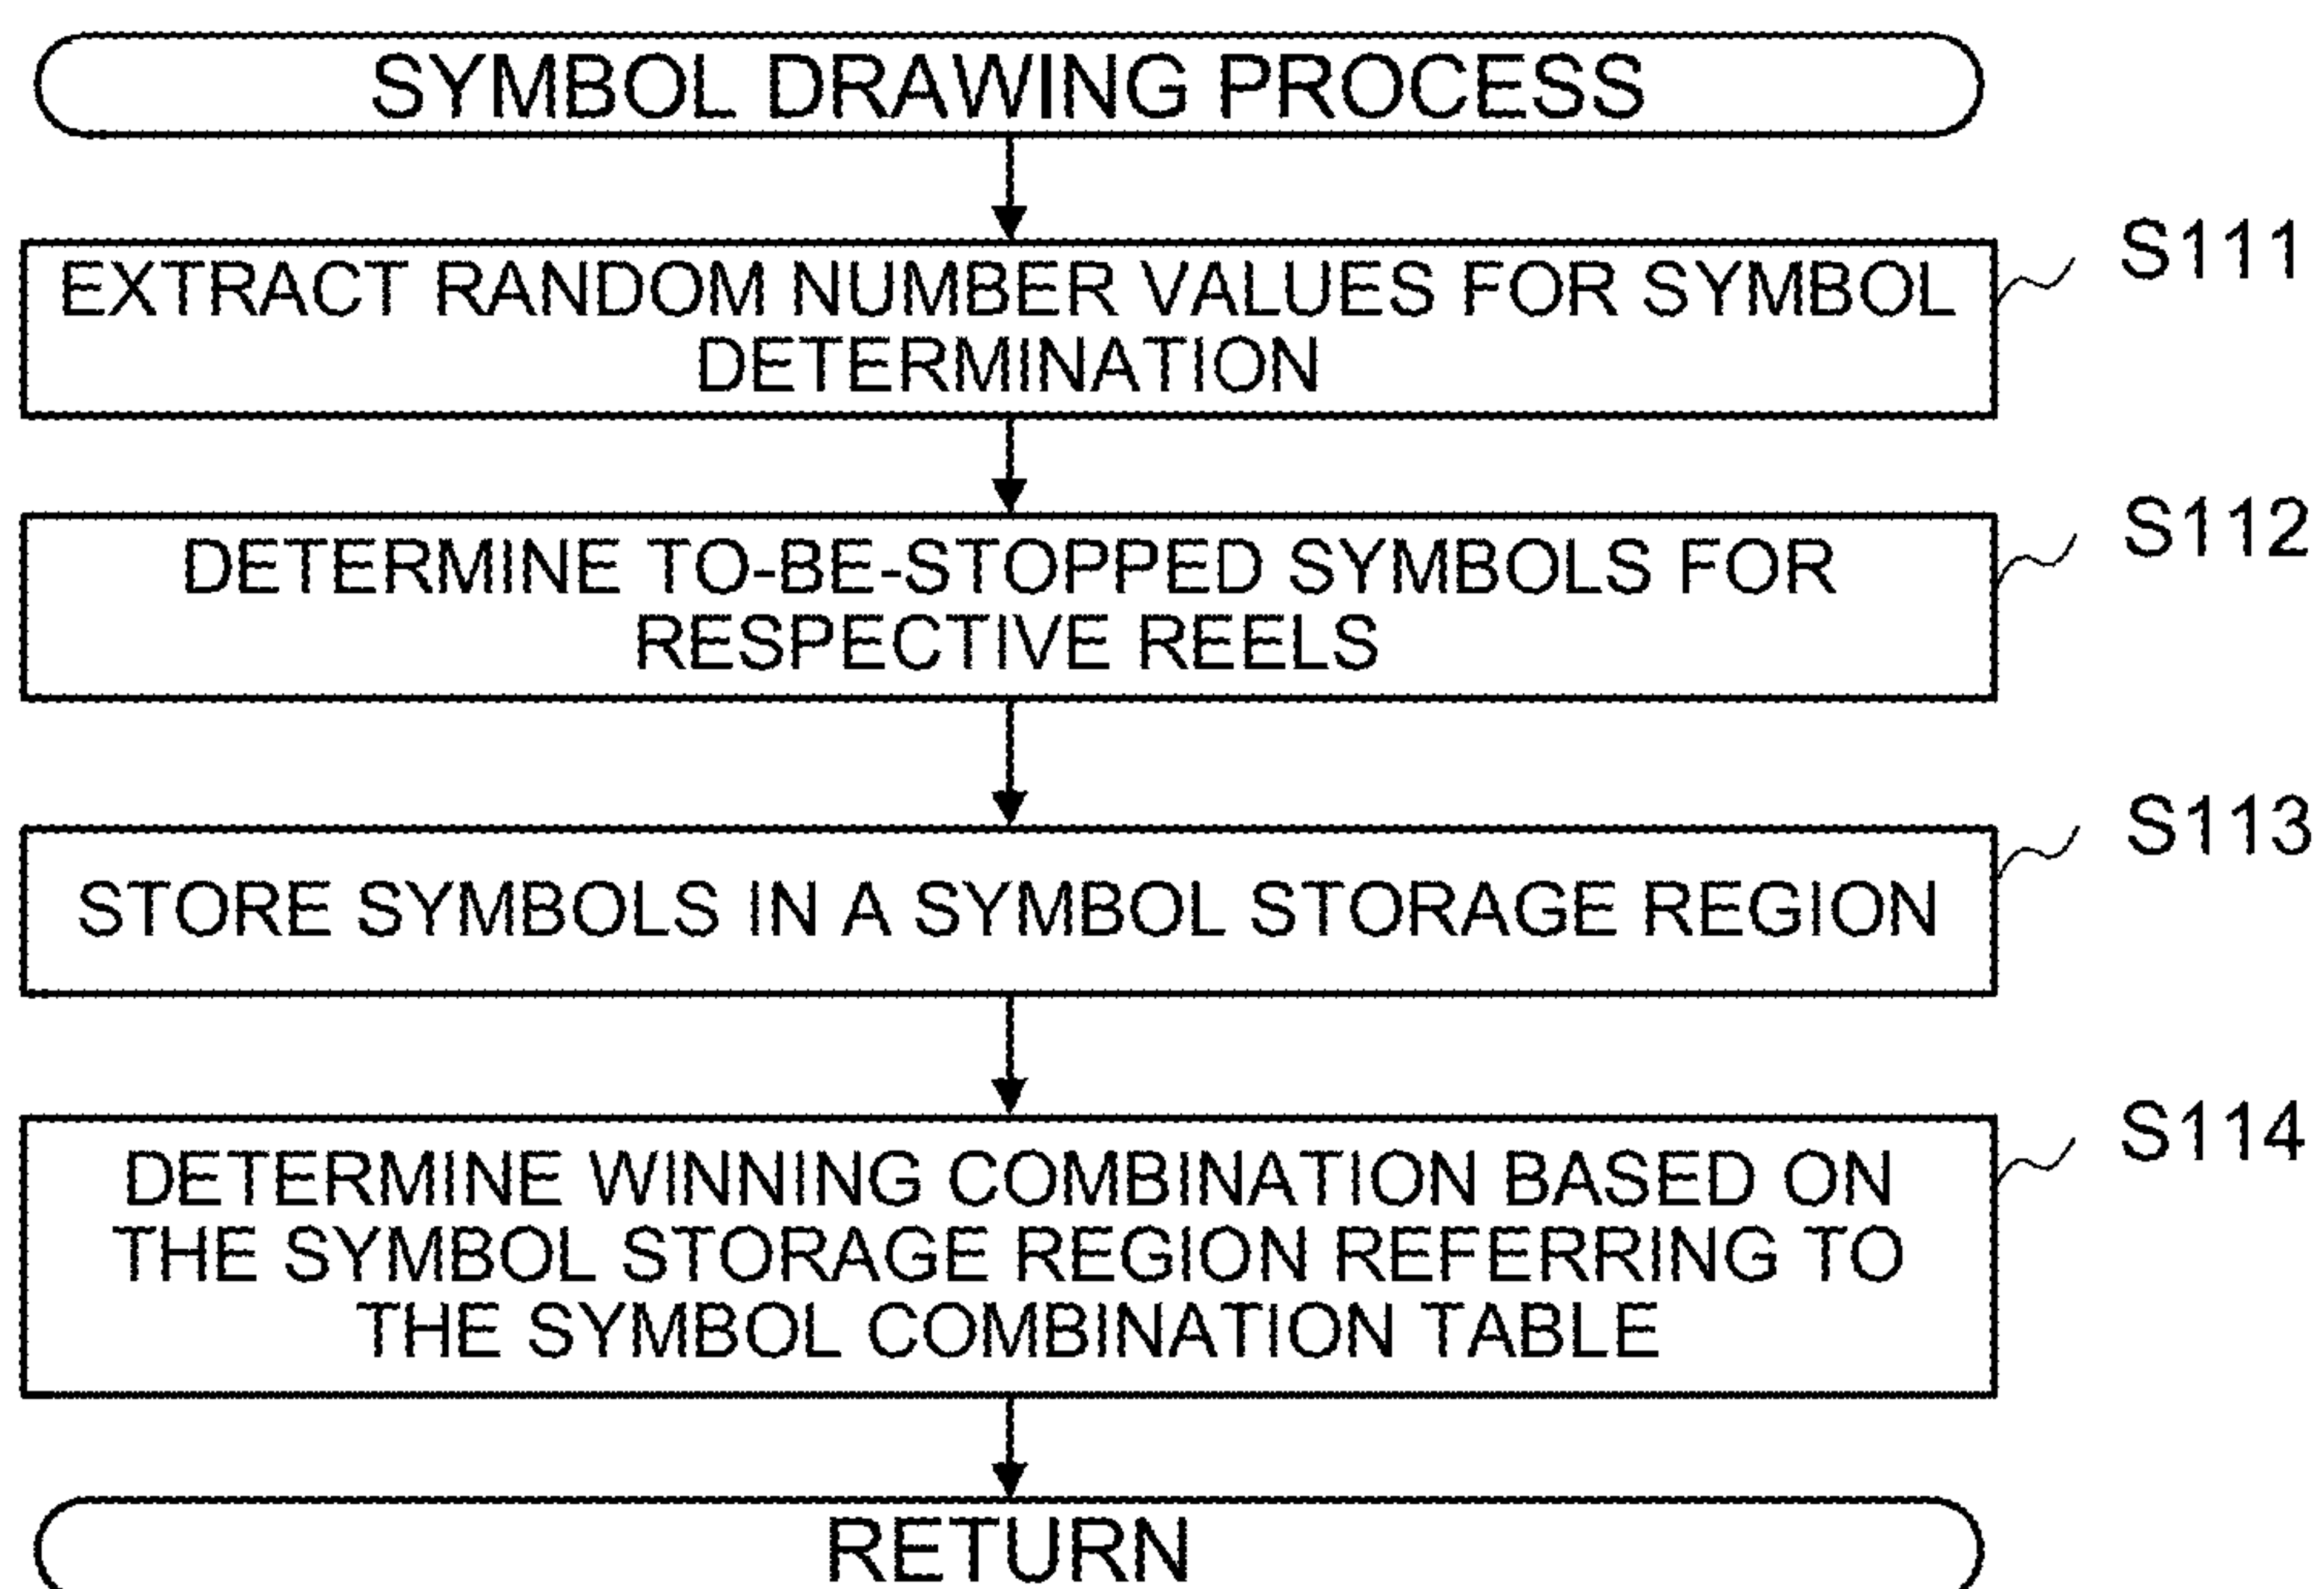 SYMBOL DRAWING PROCESS
S111
EXTRACT RANDOM NUMBER VALUES FOR SYMBOL
DETERMINATION
S112
DETERMINE TO-BE-STOPPED SYMBOLS FOR
RESPECTIVE REELS
S113
STORE SYMBOLS IN A SYMBOL STORAGE REGION
S114
DETERMINE WINNING COMBINATION BASED ON
THE SYMBOL STORAGE REGION REFERRING TO
THE SYMBOL COMBINATION TABLE
RETURN